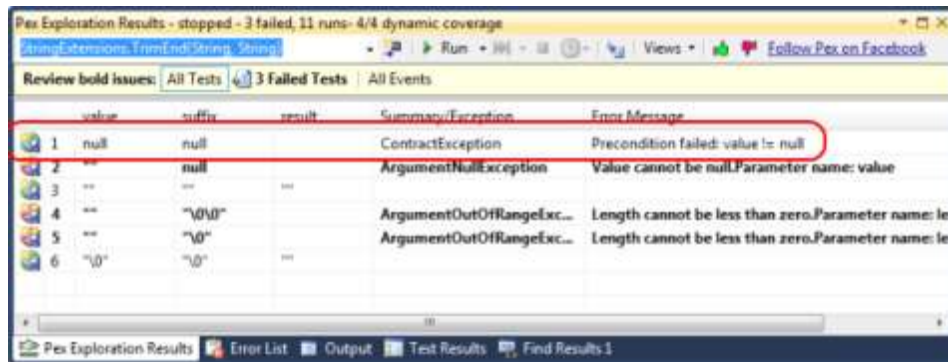 Pex Exploration Results - stopped - 3 failed, 11 runs- 4/4 dynamic coverage
StringExtensions.TrimEnd(String, String) Run Views Follow Pex on Facebook
Review bold issues: All Tests 3 Failed Tests All Events
value suffix result Summary/Exception Error Message
1 null null ContractException Precondition failed: value != null
2 "" null ArgumentNullException Value cannot be null.Parameter name: value
3 "" "" ""
4 "" "\0\0" ArgumentOutOfRangeExc... Length cannot be less than zero.Parameter name: le
5 "" "\0" ArgumentOutOfRangeExc... Length cannot be less than zero.Parameter name: le
6 "\0" "\0" ""
Pex Exploration Results Error List Output Test Results Find Results 1